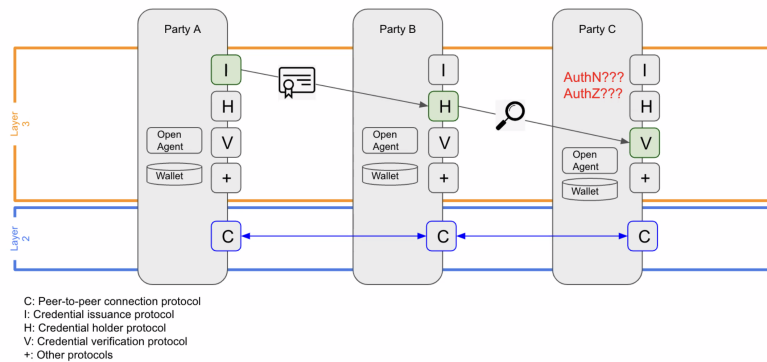 Party A
Party B
Party C
I
I
I
AuthN???
AuthZ???
H
H
H
Layer
3
Open
Agent
V
Open
Agent
V
V
Open
Agent
Wallet
+
Wallet
+
Wallet
+
Layer
2
C
C
C
C: Peer-to-peer connection protocol
I: Credential issuance protocol
H: Credential holder protocol
V: Credential verification protocol
+: Other protocols